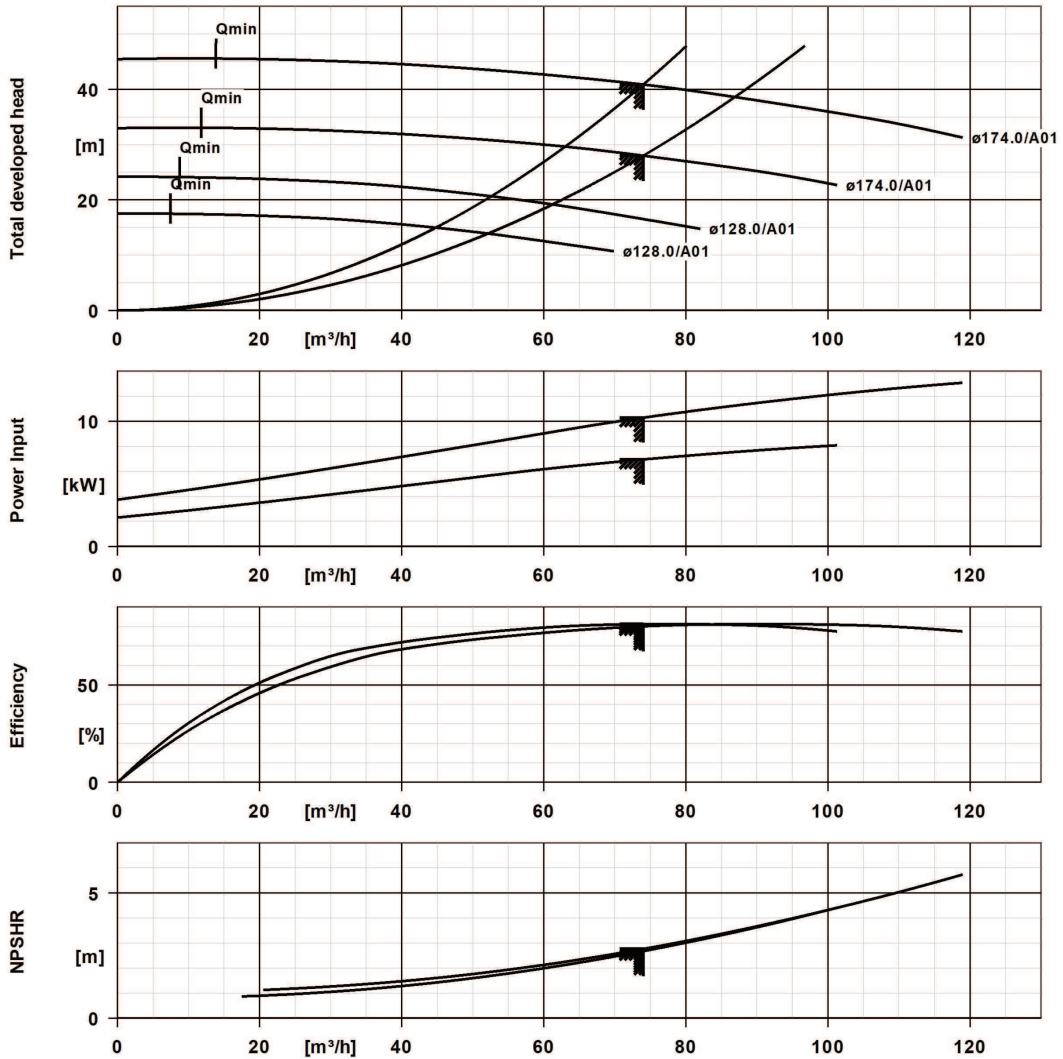 Total developed head
[m]
40
20
0
Qmin
Qmin
Qmin
Qmin
ø174.0/A01
ø174.0/A01
ø128.0/A01
ø128.0/A01
0 20 [m³/h] 40 60 80 100 120
Power Input
[kW]
10
0
0 20 [m³/h] 40 60 80 100 120
Efficiency
[%]
50
0
0 20 [m³/h] 40 60 80 100 120
NPSHR
[m]
5
0
0 20 [m³/h] 40 60 80 100 120